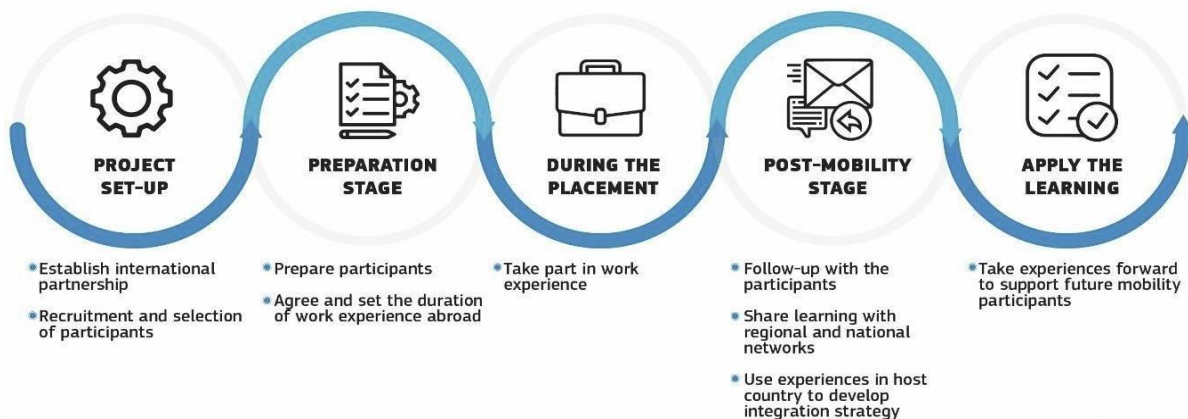 PROJECT
SET-UP
Establish international
partnership
Recruitment and selection
of participants
PREPARATION
STAGE
Prepare participants
Agree and set the duration
of work experience abroad
DURING THE
PLACEMENT
Take part in work
experience
POST-MOBILITY
STAGE
Follow-up with the
participants
Share learning with
regional and national
networks
Use experiences in host
country to develop
integration strategy
APPLY THE
LEARNING
Take experiences forward
to support future mobility
participants